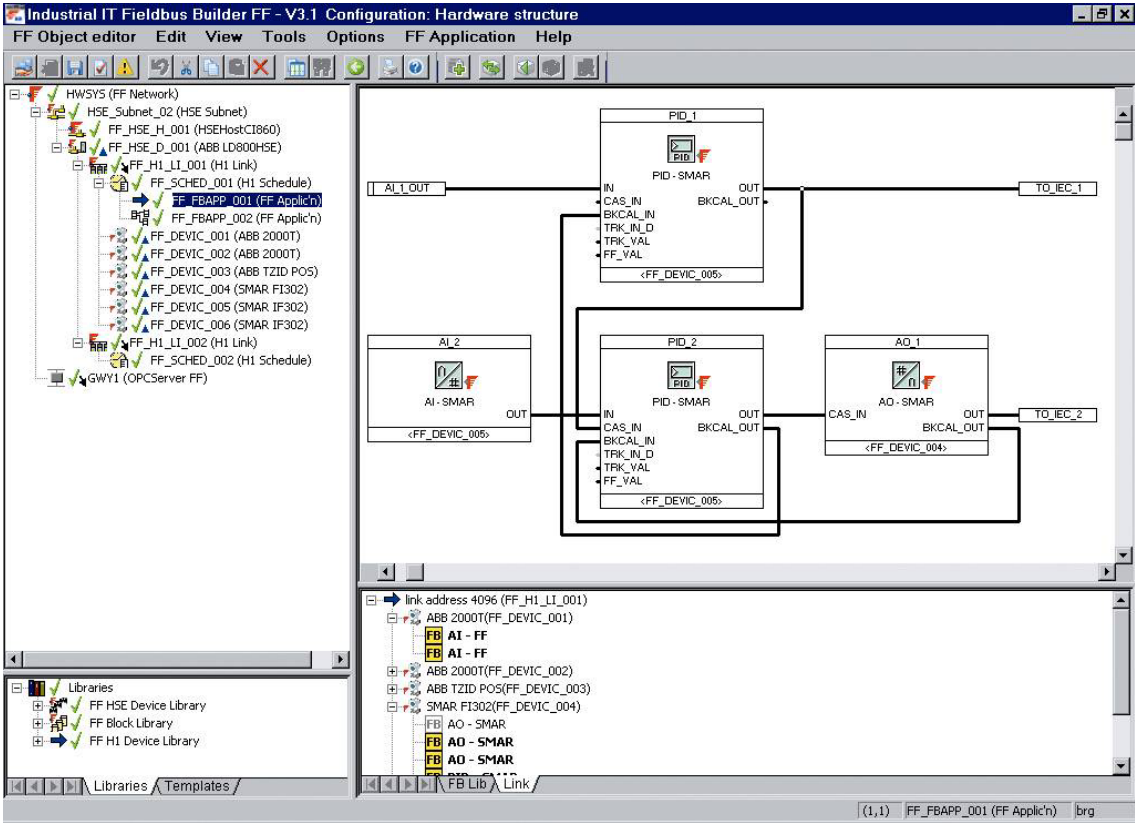 Industrial IT Fieldbus Builder FF - V3.1 Configuration: Hardware structure
FF Object editor Edit View Tools Options FF Application Help
HWSYS (FF Network)
HSE_Subnet_02 (HSE Subnet)
FF_HSE_H_001 (HSEHostCI860)
FF_HSE_D_001 (ABB LD800HSE)
FF_H1_LI_001 (H1 Link)
FF_SCHED_001 (H1 Schedule)
FF_FBAPP_001 (FF Applic'n)
FF_FBAPP_002 (FF Applic'n)
FF_DEVIC_001 (ABB 2000T)
FF_DEVIC_002 (ABB 2000T)
FF_DEVIC_003 (ABB TZID POS)
FF_DEVIC_004 (SMAR FI302)
FF_DEVIC_005 (SMAR IF302)
FF_DEVIC_006 (SMAR IF302)
FF_H1_LI_002 (H1 Link)
FF_SCHED_002 (H1 Schedule)
GWY1 (OPCServer FF)
Libraries
FF HSE Device Library
FF Block Library
FF H1 Device Library
Libraries Templates
PID_1
PID
PID - SMAR
AI_1_OUT
IN OUT
TO_IEC_1
CAS_IN BKCAL_OUT
BKCAL_IN
TRK_IN_D
TRK_VAL
FF_VAL
<FF_DEVIC_005>
AI_2
AI - SMAR
OUT
<FF_DEVIC_005>
PID_2
PID
PID - SMAR
IN OUT
CAS_IN BKCAL_OUT
BKCAL_IN
TRK_IN_D
TRK_VAL
FF_VAL
<FF_DEVIC_005>
AO_1
AO - SMAR
CAS_IN OUT
BKCAL_OUT
<FF_DEVIC_004>
TO_IEC_2
link address 4096 (FF_H1_LI_001)
ABB 2000T(FF_DEVIC_001)
FB AI - FF
FB AI - FF
ABB 2000T(FF_DEVIC_002)
ABB TZID POS(FF_DEVIC_003)
SMAR FI302(FF_DEVIC_004)
FB AO - SMAR
FB AO - SMAR
FB AO - SMAR
FB PID - SMAR
FB Lib Link
(1,1) FF_FBAPP_001 (FF Applic'n) brg